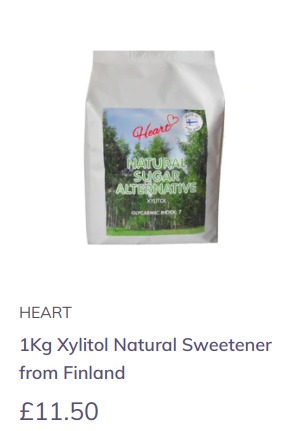 Heart
NATURAL
SUGAR
ALTERNATIVE
XYLITOL
GLYCAEMIC INDEX: 7
HEART
1Kg Xylitol Natural Sweetener
from Finland
£11.50